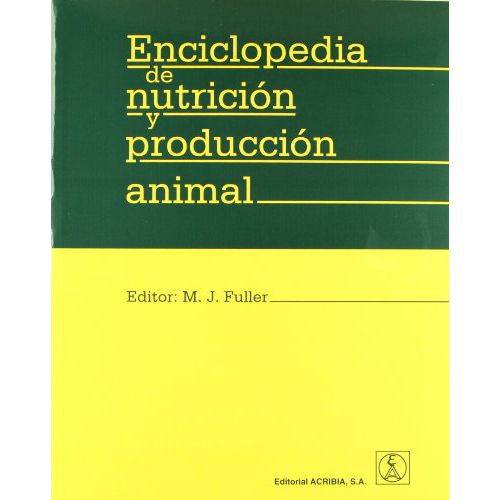 Enciclopedia
de
nutrición
y
producción
animal
Editor: M. J. Fuller
Editorial ACRIBIA, S.A.